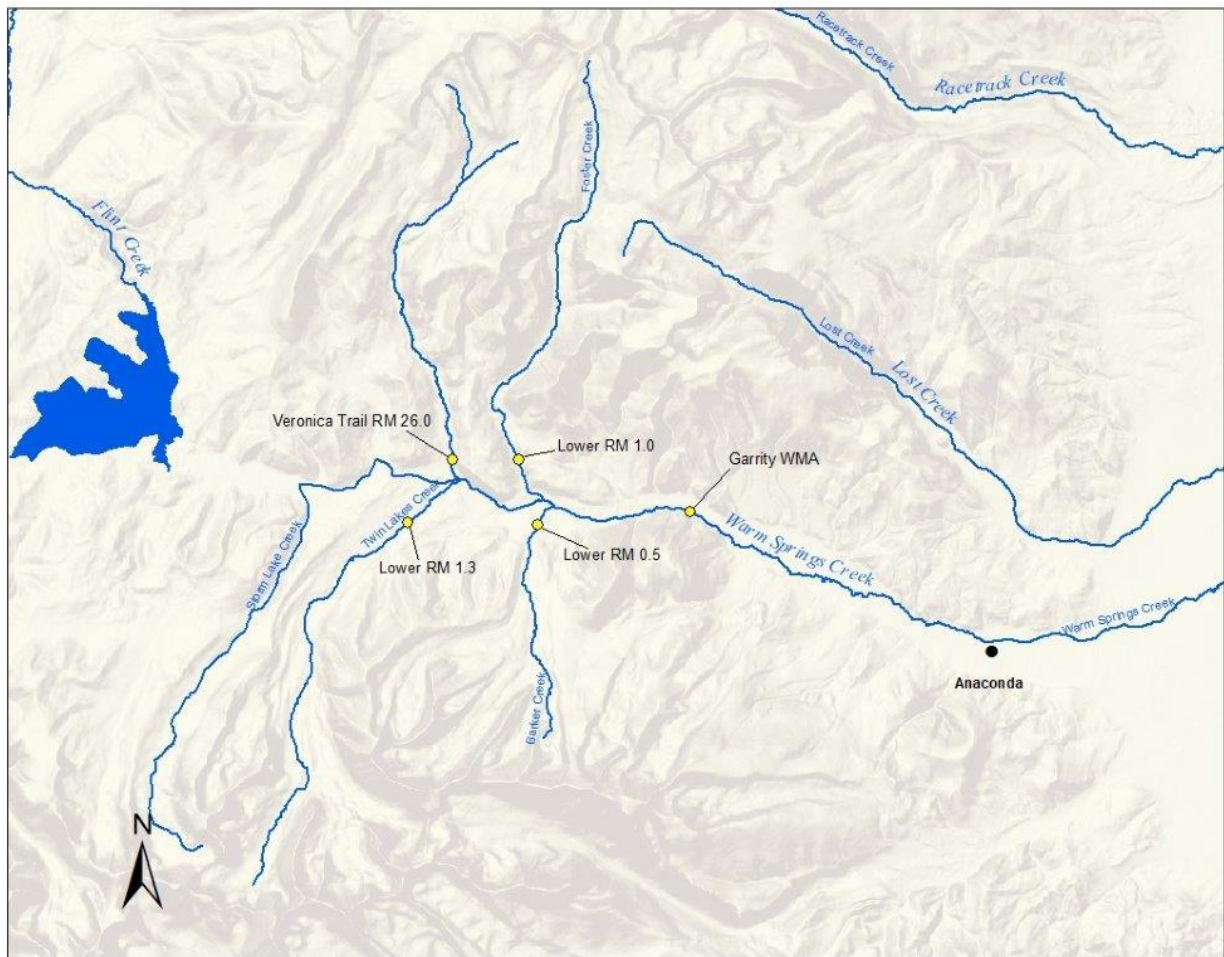 Racetrack Creek
Racetrack Creek
Foster Creek
Flint Creek
Lost Creek
Lost Creek
Veronica Trail RM 26.0
Lower RM 1.0
Garrity WMA
Twin Lakes Creek
Warm Springs Creek
Lower RM 0.5
Lower RM 1.3
Storm Lake Creek
Warm Springs Creek
Anaconda
Barker Creek
N